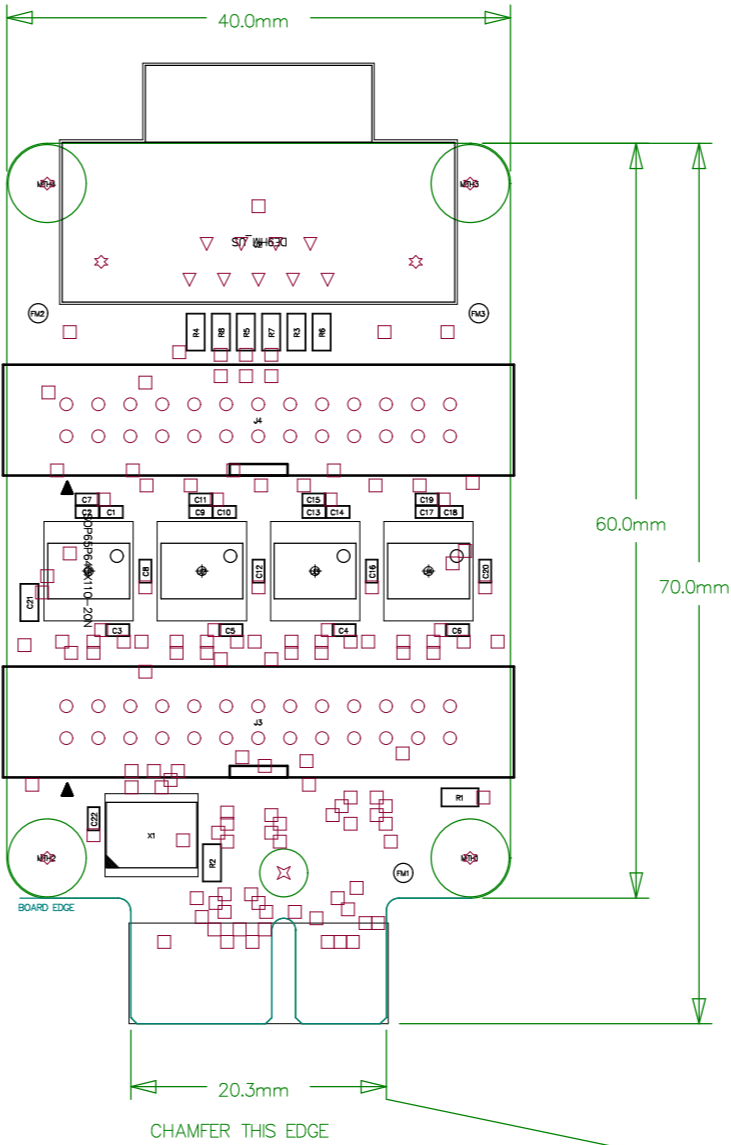 40.0mm
MTH4
MTH3
FM2
FM3
R4
R8
R5
R7
R3
R6
J4
C7
C11
C15
C19
C2
C1
C9
C10
C13
C14
C17
C18
SOP65P640X110-20N
60.0mm
70.0mm
C8
C12
C16
C20
C21
C3
C5
C4
C6
J3
C22
X1
R1
R2
MTH2
FM1
BOARD EDGE
20.3mm
CHAMFER THIS EDGE